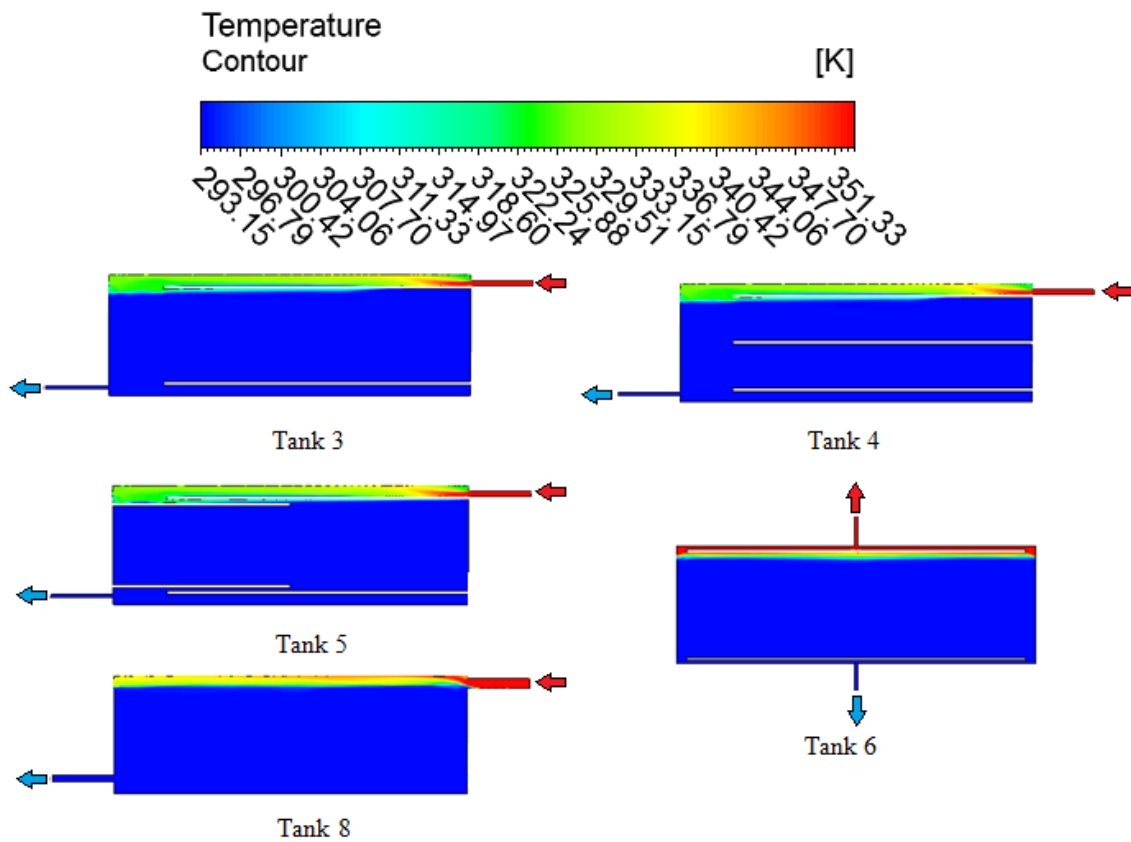 Temperature
Contour [K]
293.15
296.79
300.42
304.06
307.70
311.33
314.97
318.60
322.24
325.88
329.51
333.15
336.79
340.42
344.06
347.70
351.33
Tank 3
Tank 4
Tank 5
Tank 6
Tank 8